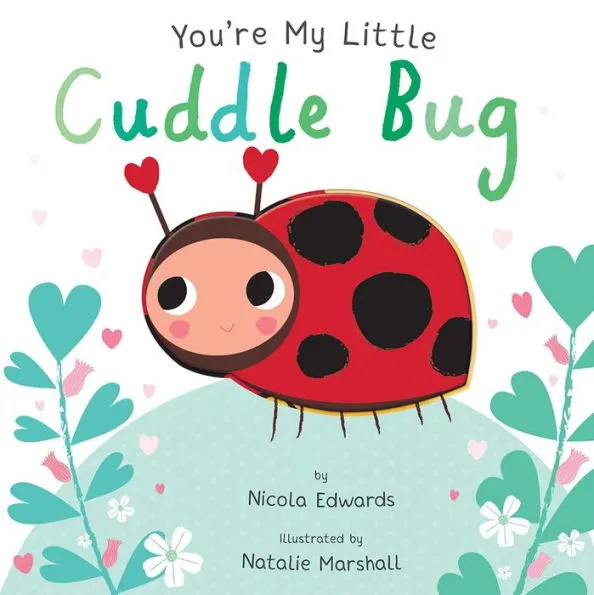 You're My Little
Cuddle Bug
by
Nicola Edwards
Illustrated by
Natalie Marshall